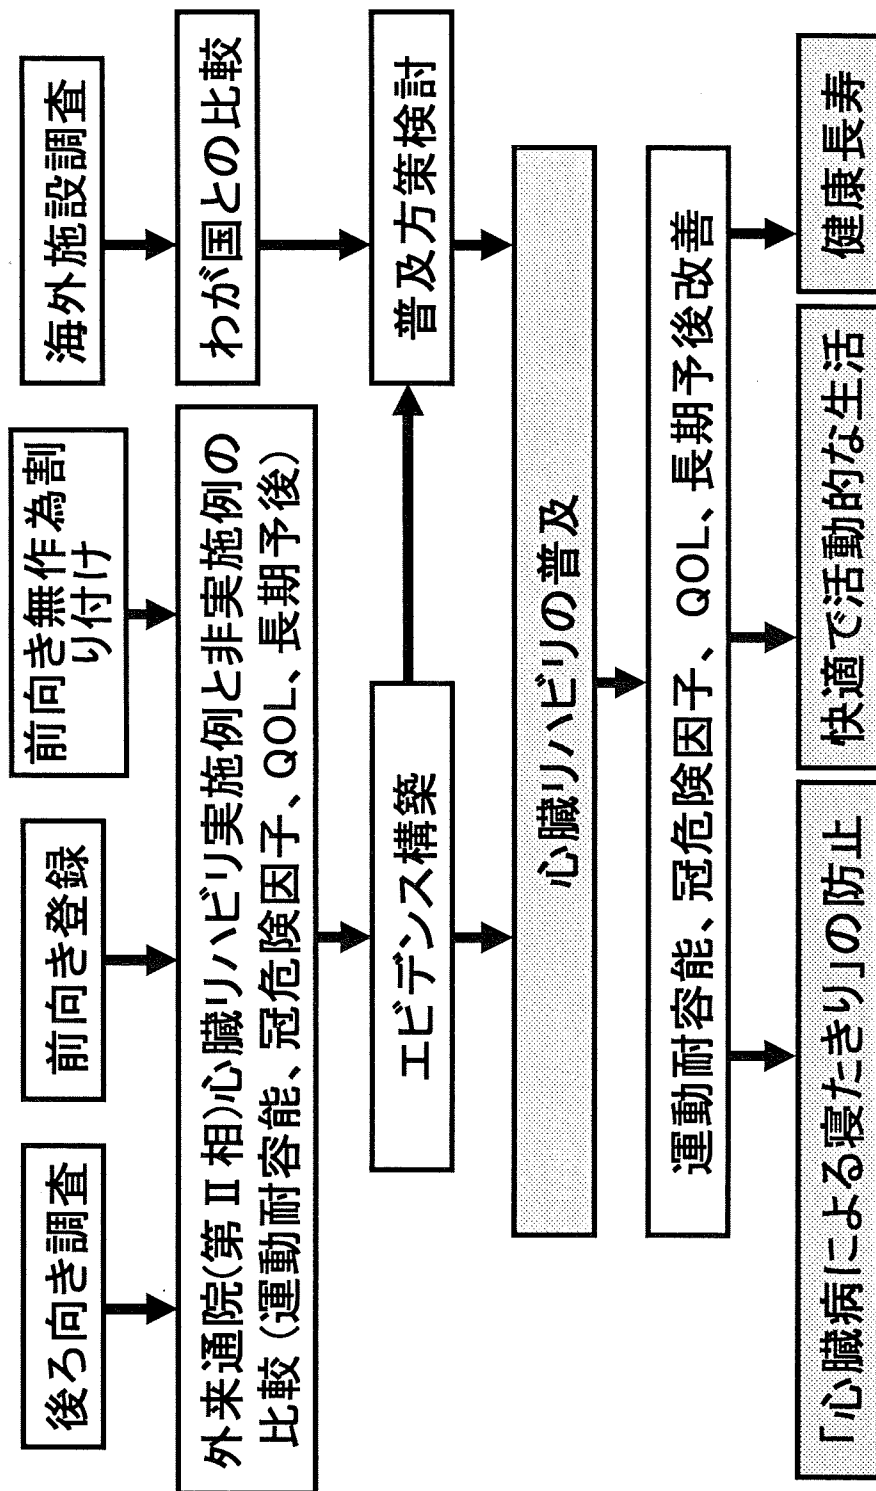 後ろ向き調査
前向き登録
前向き無作為割
り付け
海外施設調査
外来通院(第Ⅱ相)心臓リハビリ実施例と非実施例の
比較(運動耐容能、冠危険因子、QOL、長期予後)
わが国との比較
エビデンス構築
普及方策検討
心臓リハビリの普及
運動耐容能、冠危険因子、QOL、長期予後改善
「心臓病による寝たきり」の防止
快適で活動的な生活
健康長寿